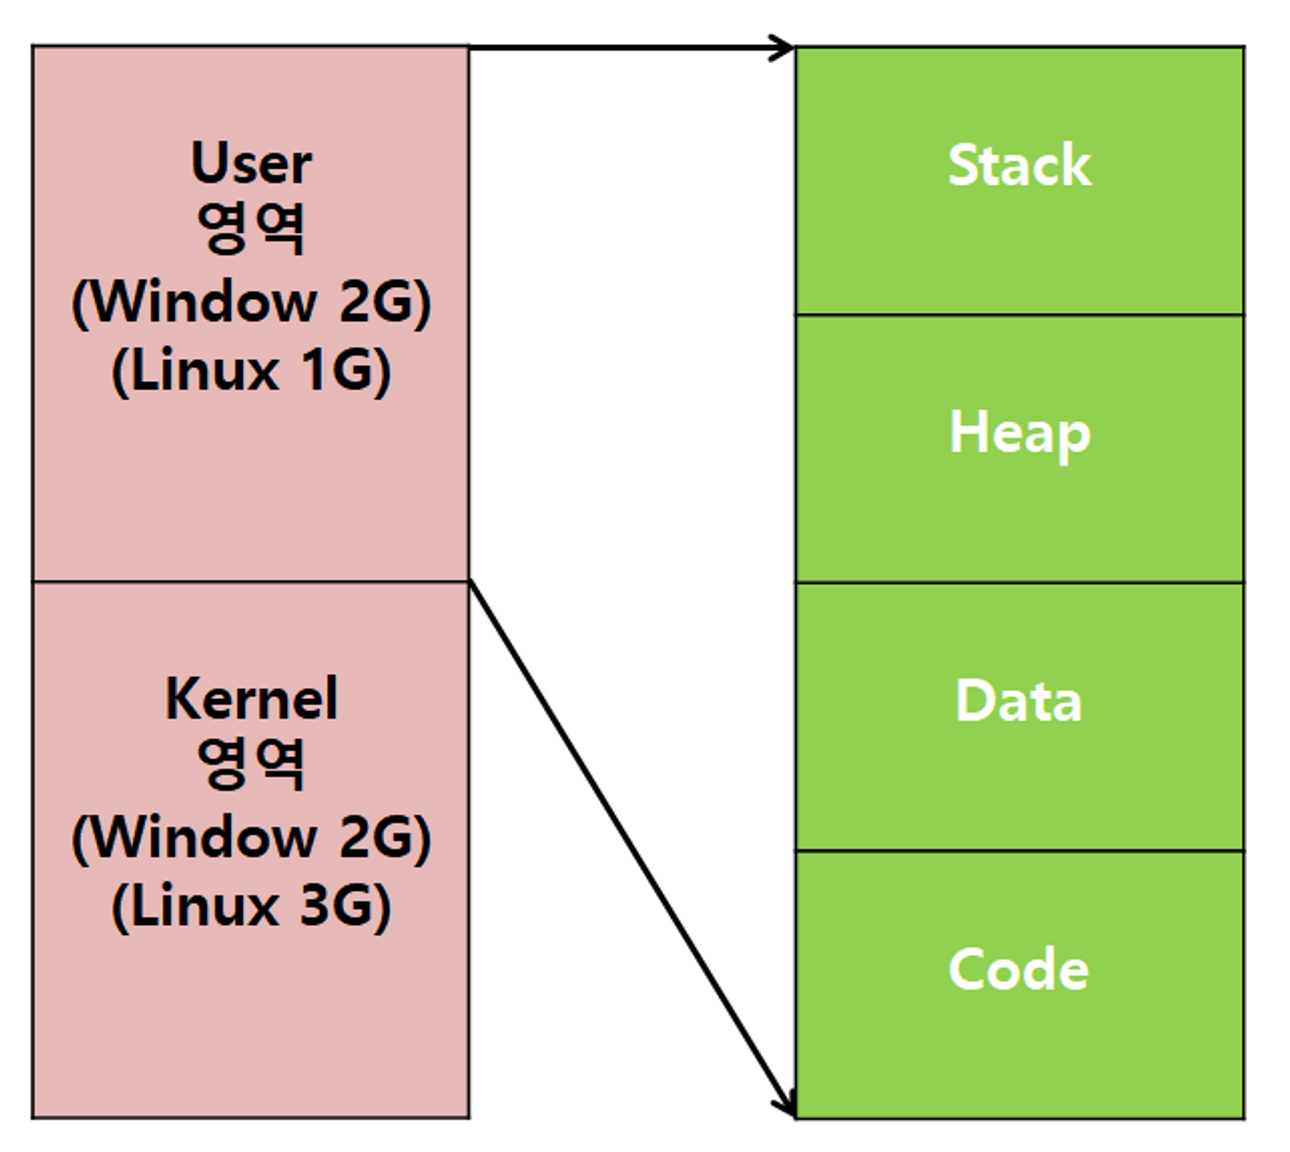 User
영역
(Window 2G)
(Linux 1G)
Kernel
영역
(Window 2G)
(Linux 3G)
Stack
Heap
Data
Code